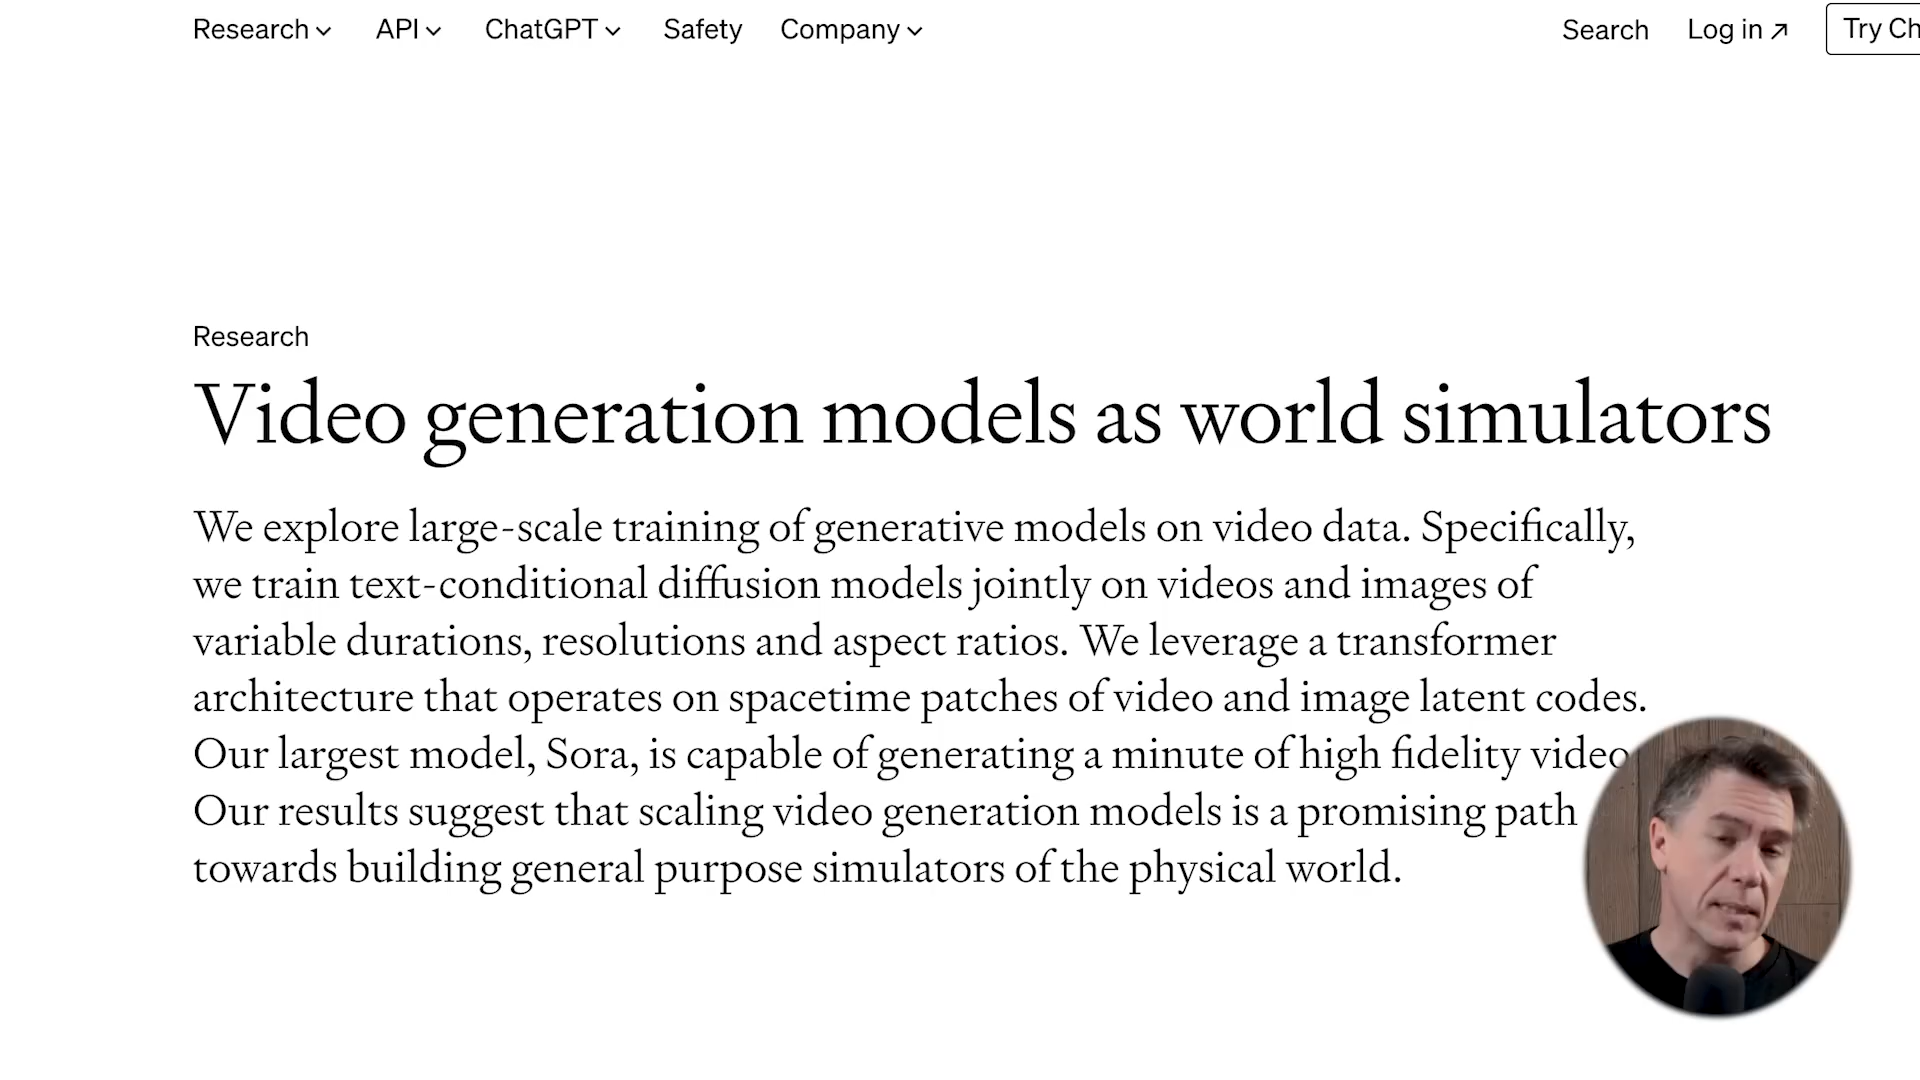 Research API ChatGPT Safety Company Search Log in ↗ Try Ch
Research
Video generation models as world simulators
We explore large-scale training of generative models on video data. Specifically,
we train text-conditional diffusion models jointly on videos and images of
variable durations, resolutions and aspect ratios. We leverage a transformer
architecture that operates on spacetime patches of video and image latent codes.
Our largest model, Sora, is capable of generating a minute of high fidelity video
Our results suggest that scaling video generation models is a promising path
towards building general purpose simulators of the physical world.